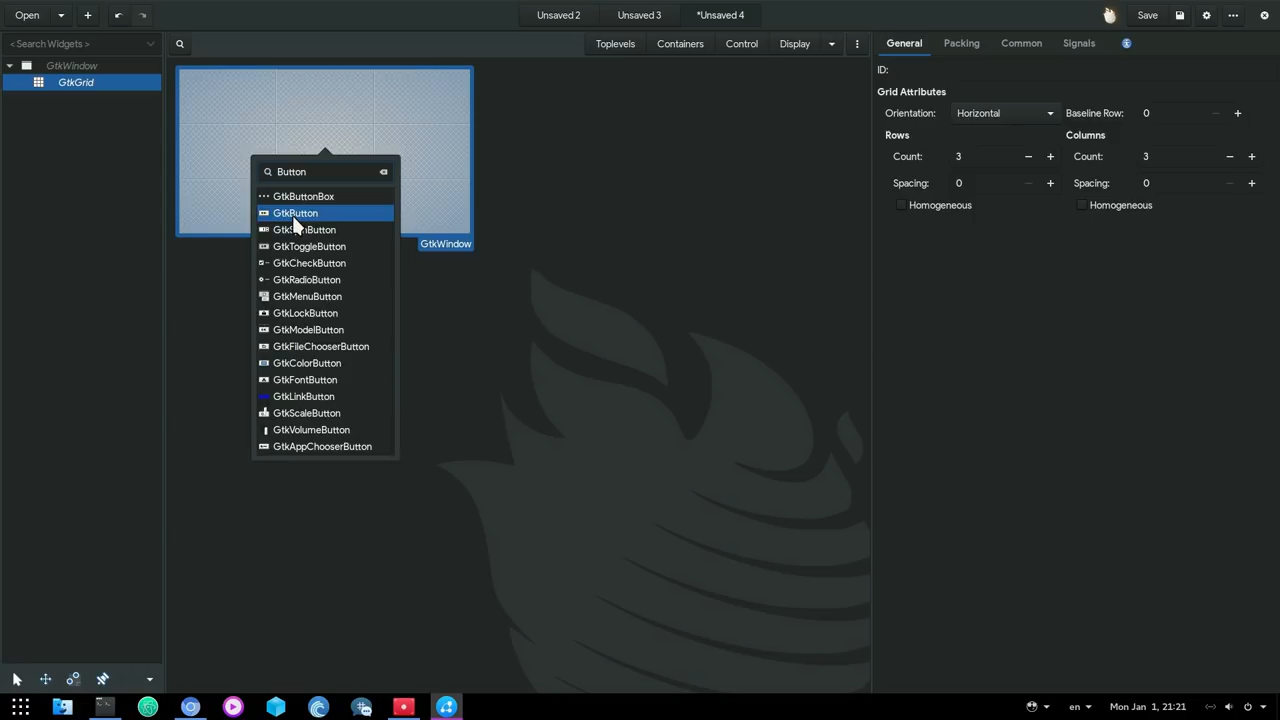 Open
Unsaved 2
Unsaved 3
*Unsaved 4
Save
< Search Widgets >
Toplevels
Containers
Control
Display
General
Packing
Common
Signals
GtkWindow
GtkGrid
ID:
Grid Attributes
Orientation:
Horizontal
Baseline Row:
0
Rows
Columns
Count:
3
Count:
3
Spacing:
0
Spacing:
0
Homogeneous
Homogeneous
Button
GtkButtonBox
GtkButton
GtkToggleButton
GtkCheckButton
GtkRadioButton
GtkMenuButton
GtkLockButton
GtkModelButton
GtkFileChooserButton
GtkColorButton
GtkFontButton
GtkLinkButton
GtkScaleButton
GtkVolumeButton
GtkAppChooserButton
GtkWindow
en
Mon Jan 1, 21:21